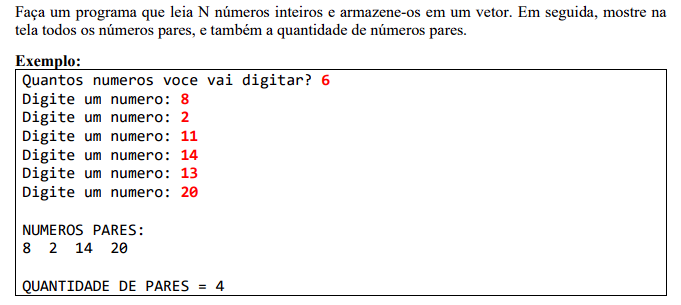 Faça um programa que leia N números inteiros e armazene-os em um vetor. Em seguida, mostre na
tela todos os números pares, e também a quantidade de números pares.
Exemplo:
Quantos numeros voce vai digitar? 6
Digite um numero: 8
Digite um numero: 2
Digite um numero: 11
Digite um numero: 14
Digite um numero: 13
Digite um numero: 20
NUMEROS PARES:
8 2 14 20
QUANTIDADE DE PARES = 4